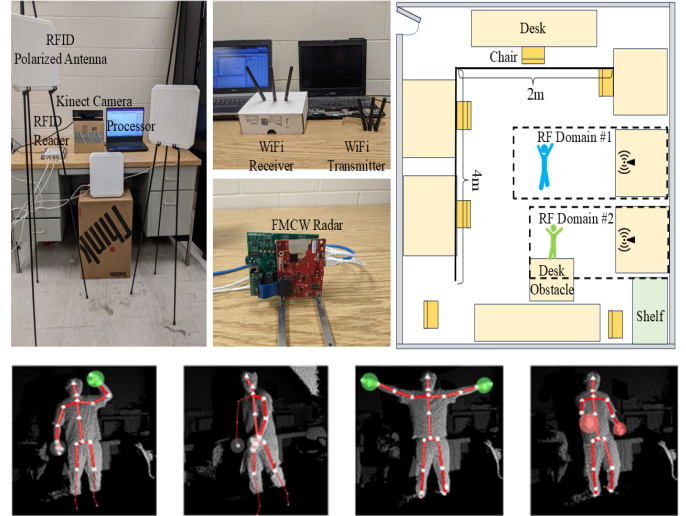 RFID
Polarized Antenna
Kinect Camera
RFID
Reader
Processor
Think
WiFi
Receiver
WiFi
Transmitter
FMCW Radar
Desk
Chair
2m
4m
RF Domain #1
RF Domain #2
Desk
Obstacle
Shelf